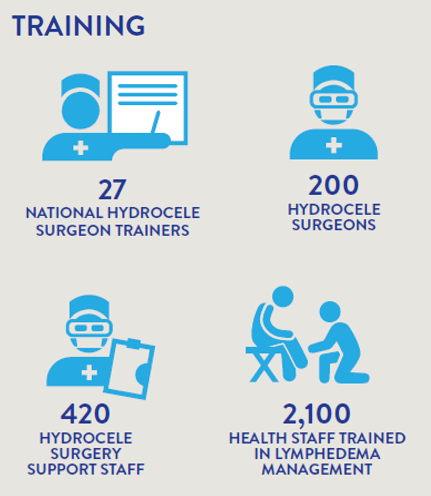 TRAINING
27
NATIONAL HYDROCELE
SURGEON TRAINERS
200
HYDROCELE
SURGEONS
420
HYDROCELE
SURGERY
SUPPORT STAFF
2,100
HEALTH STAFF TRAINED
IN LYMPHEDEMA
MANAGEMENT